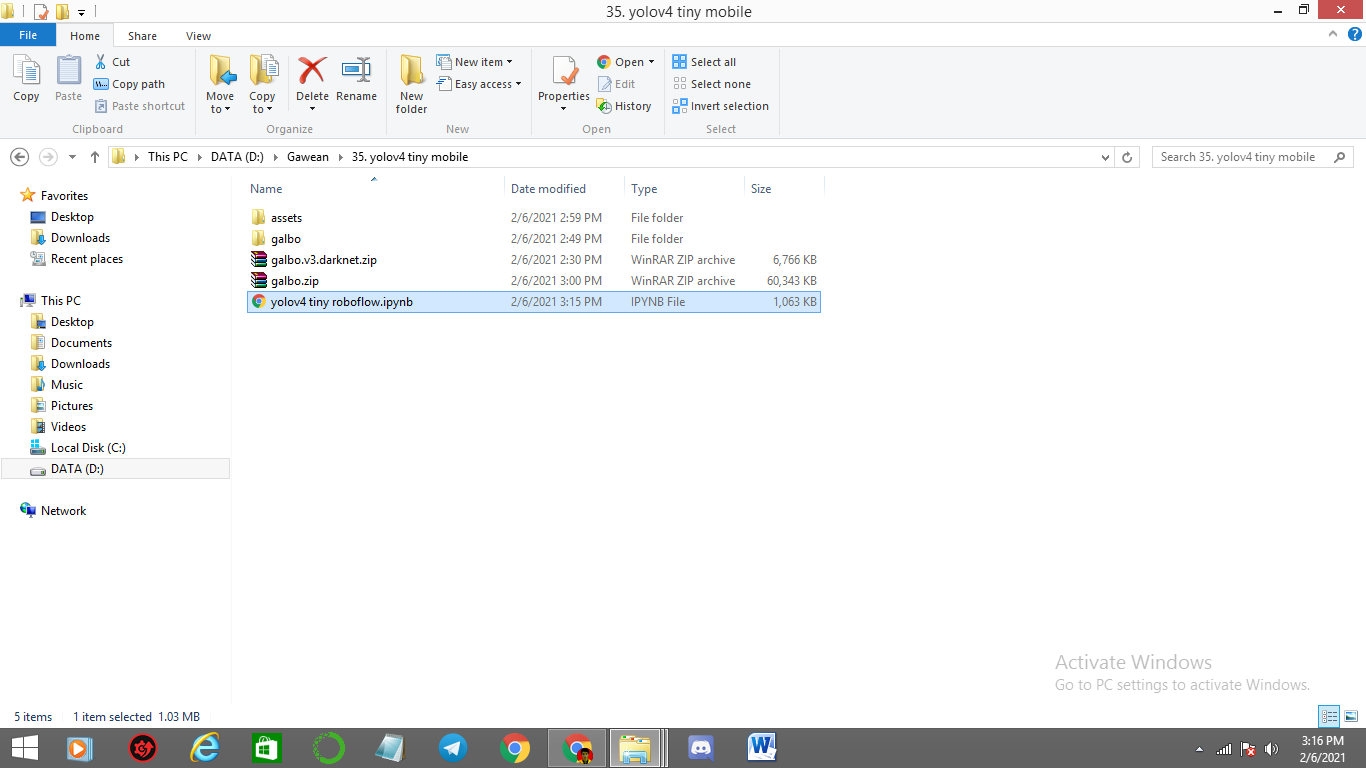 35. yolov4 tiny mobile
File Home Share View
Copy
Paste
Cut
Copy path
Paste shortcut
Clipboard
Move to
Copy to
Delete
Rename
Organize
New folder
New item
Easy access
New
Properties
Open
Edit
History
Open
Select all
Select none
Invert selection
Select
This PC DATA (D:) Gawean 35. yolov4 tiny mobile
Search 35. yolov4 tiny mobile
Favorites
Desktop
Downloads
Recent places
This PC
Desktop
Documents
Downloads
Music
Pictures
Videos
Local Disk (C:)
DATA (D:)
Network
Name Date modified Type Size
assets 2/6/2021 2:59 PM File folder
galbo 2/6/2021 2:49 PM File folder
galbo.v3.darknet.zip 2/6/2021 2:30 PM WinRAR ZIP archive 6,766 KB
galbo.zip 2/6/2021 3:00 PM WinRAR ZIP archive 60,343 KB
yolov4 tiny roboflow.ipynb 2/6/2021 3:15 PM IPYNB File 1,063 KB
Activate Windows
Go to PC settings to activate Windows.
5 items 1 item selected 1.03 MB
3:16 PM
2/6/2021